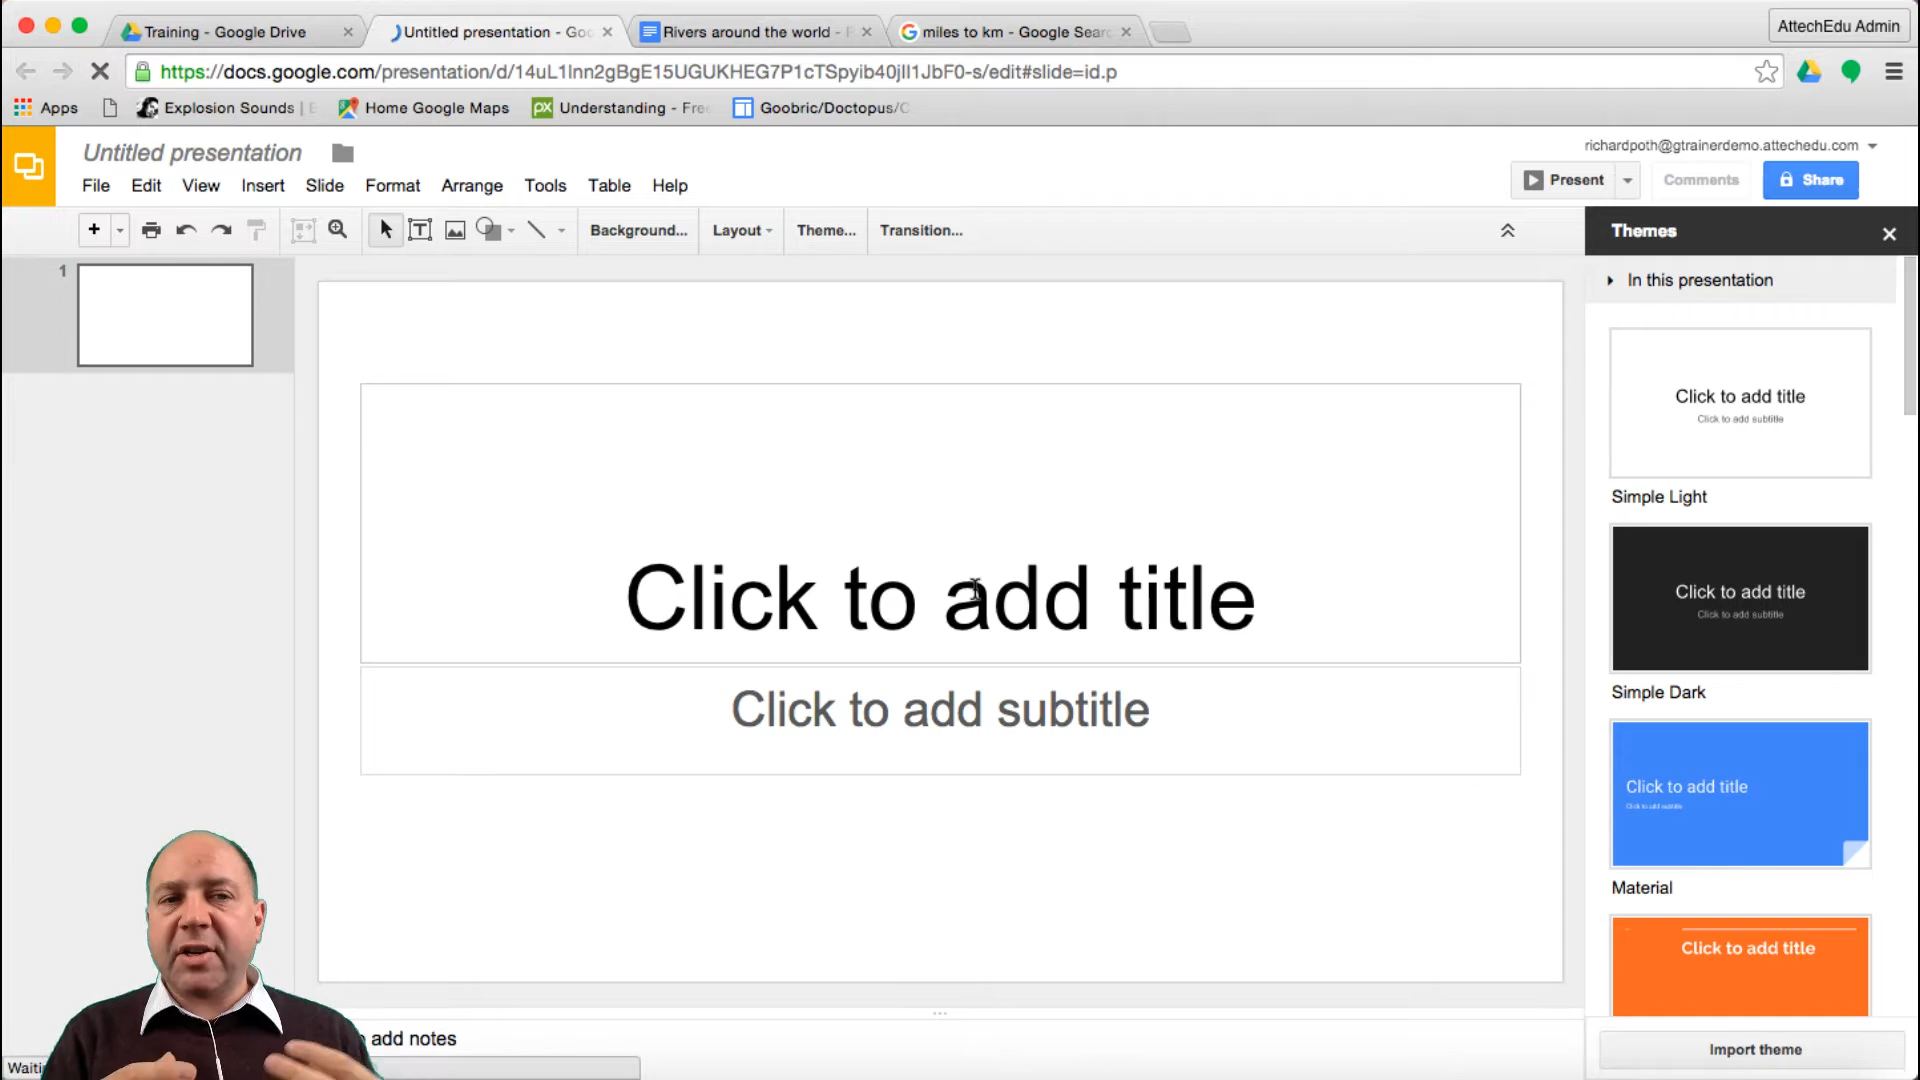 Training - Google Drive
Untitled presentation - Goo
Rivers around the world -
miles to km - Google Sear
AttechEdu Admin
https://docs.google.com/presentation/d/14uL1lnn2gBgE15UGUKHEG7P1cTSpyib40jlI1JbF0-s/edit#slide=id.p
Apps
Explosion Sounds |
Home Google Maps
px
Understanding - Fre
Goobric/Doctopus/C
Untitled presentation
richardpoth@gtrainerdemo.attechedu.com
File Edit View Insert Slide Format Arrange Tools Table Help
Present
Comments
Share
Background...
Layout
Theme...
Transition...
Themes
1
In this presentation
Click to add title
Click to add subtitle
Click to add title
Click to add subtitle
Simple Light
Click to add title
Click to add subtitle
Simple Dark
Click to add title
Click to add subtitle
Material
Click to add title
add notes
Import theme
Waiti